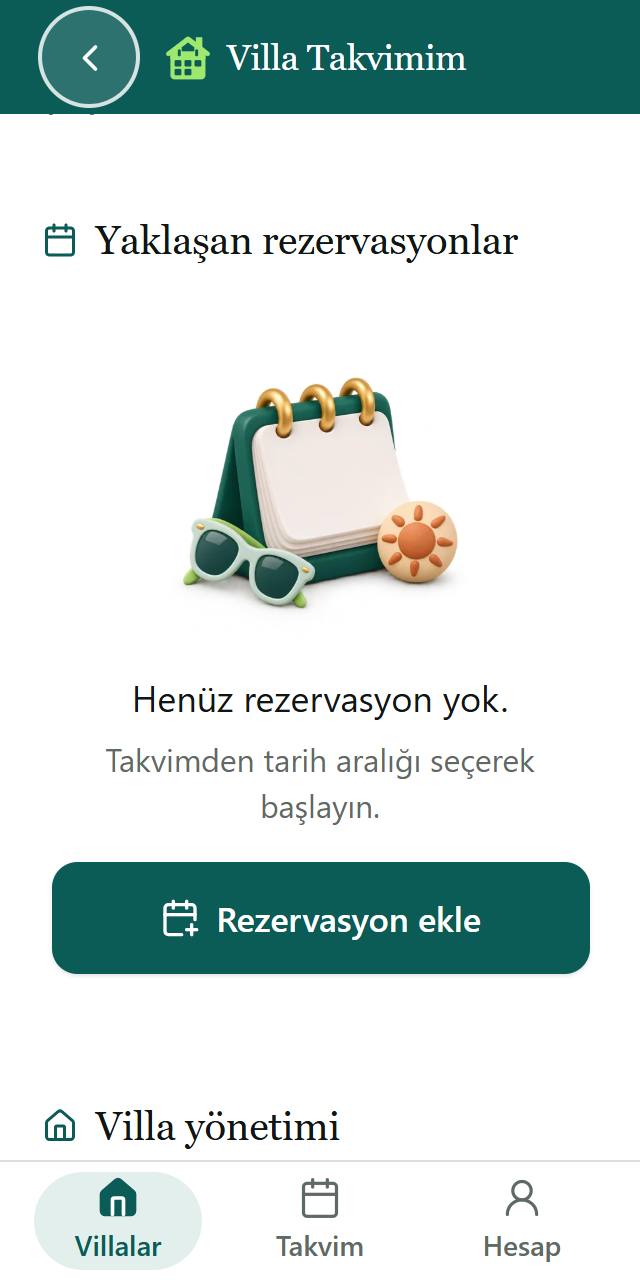 Villa Takvimim
Yaklaşan rezervasyonlar
Henüz rezervasyon yok.
Takvimden tarih aralığı seçerek
başlayın.
Rezervasyon ekle
Villa yönetimi
Villalar
Takvim
Hesap